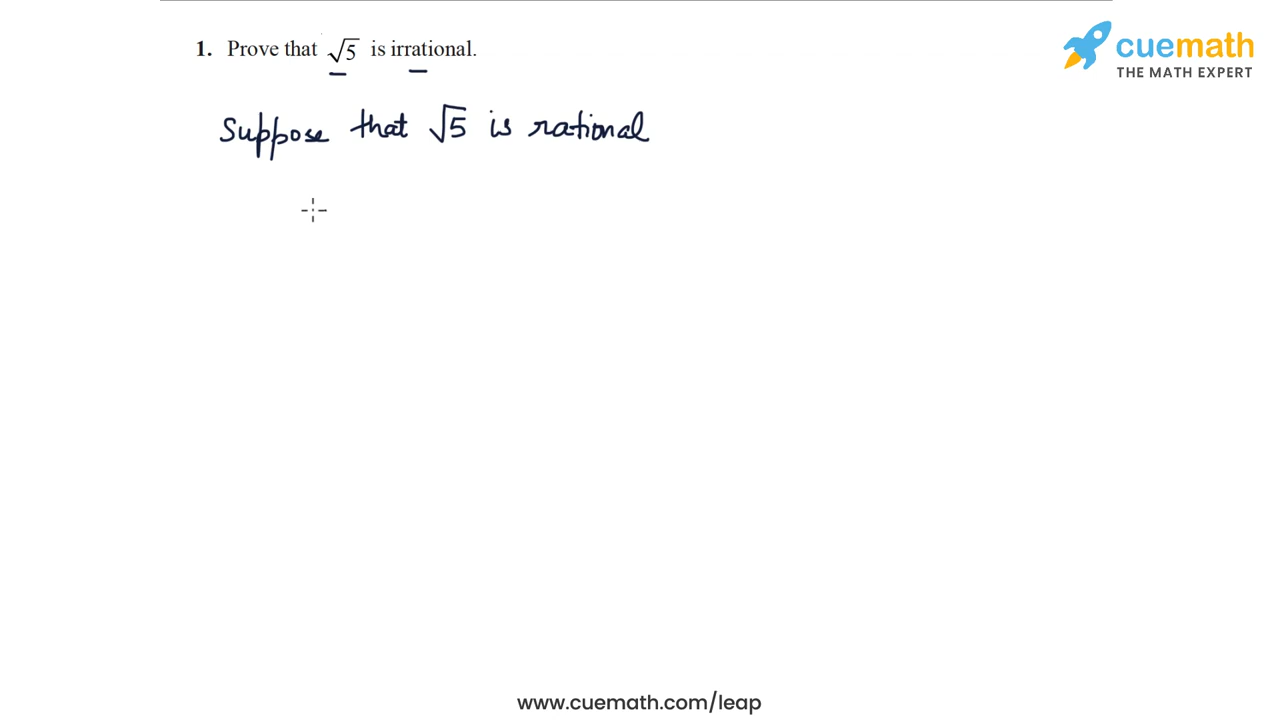 1. Prove that √5 is irrational.
cuemath
THE MATH EXPERT
Suppose that √5 is rational
www.cuemath.com/leap